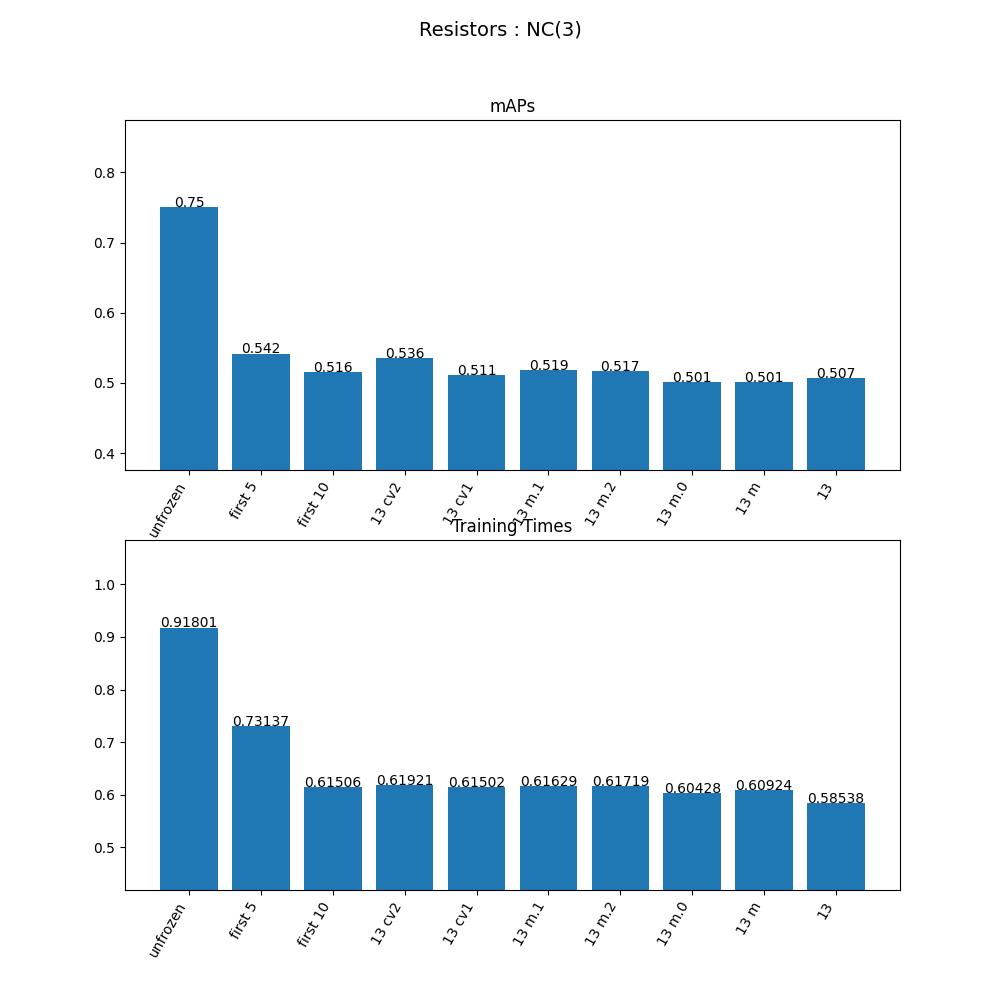 Resistors : NC(3)
mAPs
0.8
0.7
0.6
0.5
0.4
0.75
0.542
0.516
0.536
0.511
0.519
0.517
0.501
0.501
0.507
unfrozen
first 5
first 10
13 cv2
13 cv1
13 m.1
13 m.2
13 m.0
13 m
13
Training Times
1.0
0.9
0.8
0.7
0.6
0.5
0.91801
0.73137
0.61506
0.61921
0.61502
0.61629
0.61719
0.60428
0.60924
0.58538
unfrozen
first 5
first 10
13 cv2
13 cv1
13 m.1
13 m.2
13 m.0
13 m
13